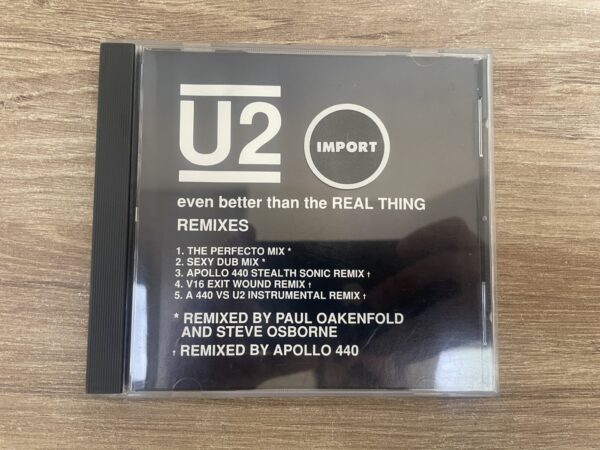 U2
IMPORT
even better than the REAL THING
REMIXES
1. THE PERFECTO MIX *
2. SEXY DUB MIX *
3. APOLLO 440 STEALTH SONIC REMIX †
4. V16 EXIT WOUND REMIX †
5. A 440 VS U2 INSTRUMENTAL REMIX †
* REMIXED BY PAUL OAKENFOLD
AND STEVE OSBORNE
† REMIXED BY APOLLO 440